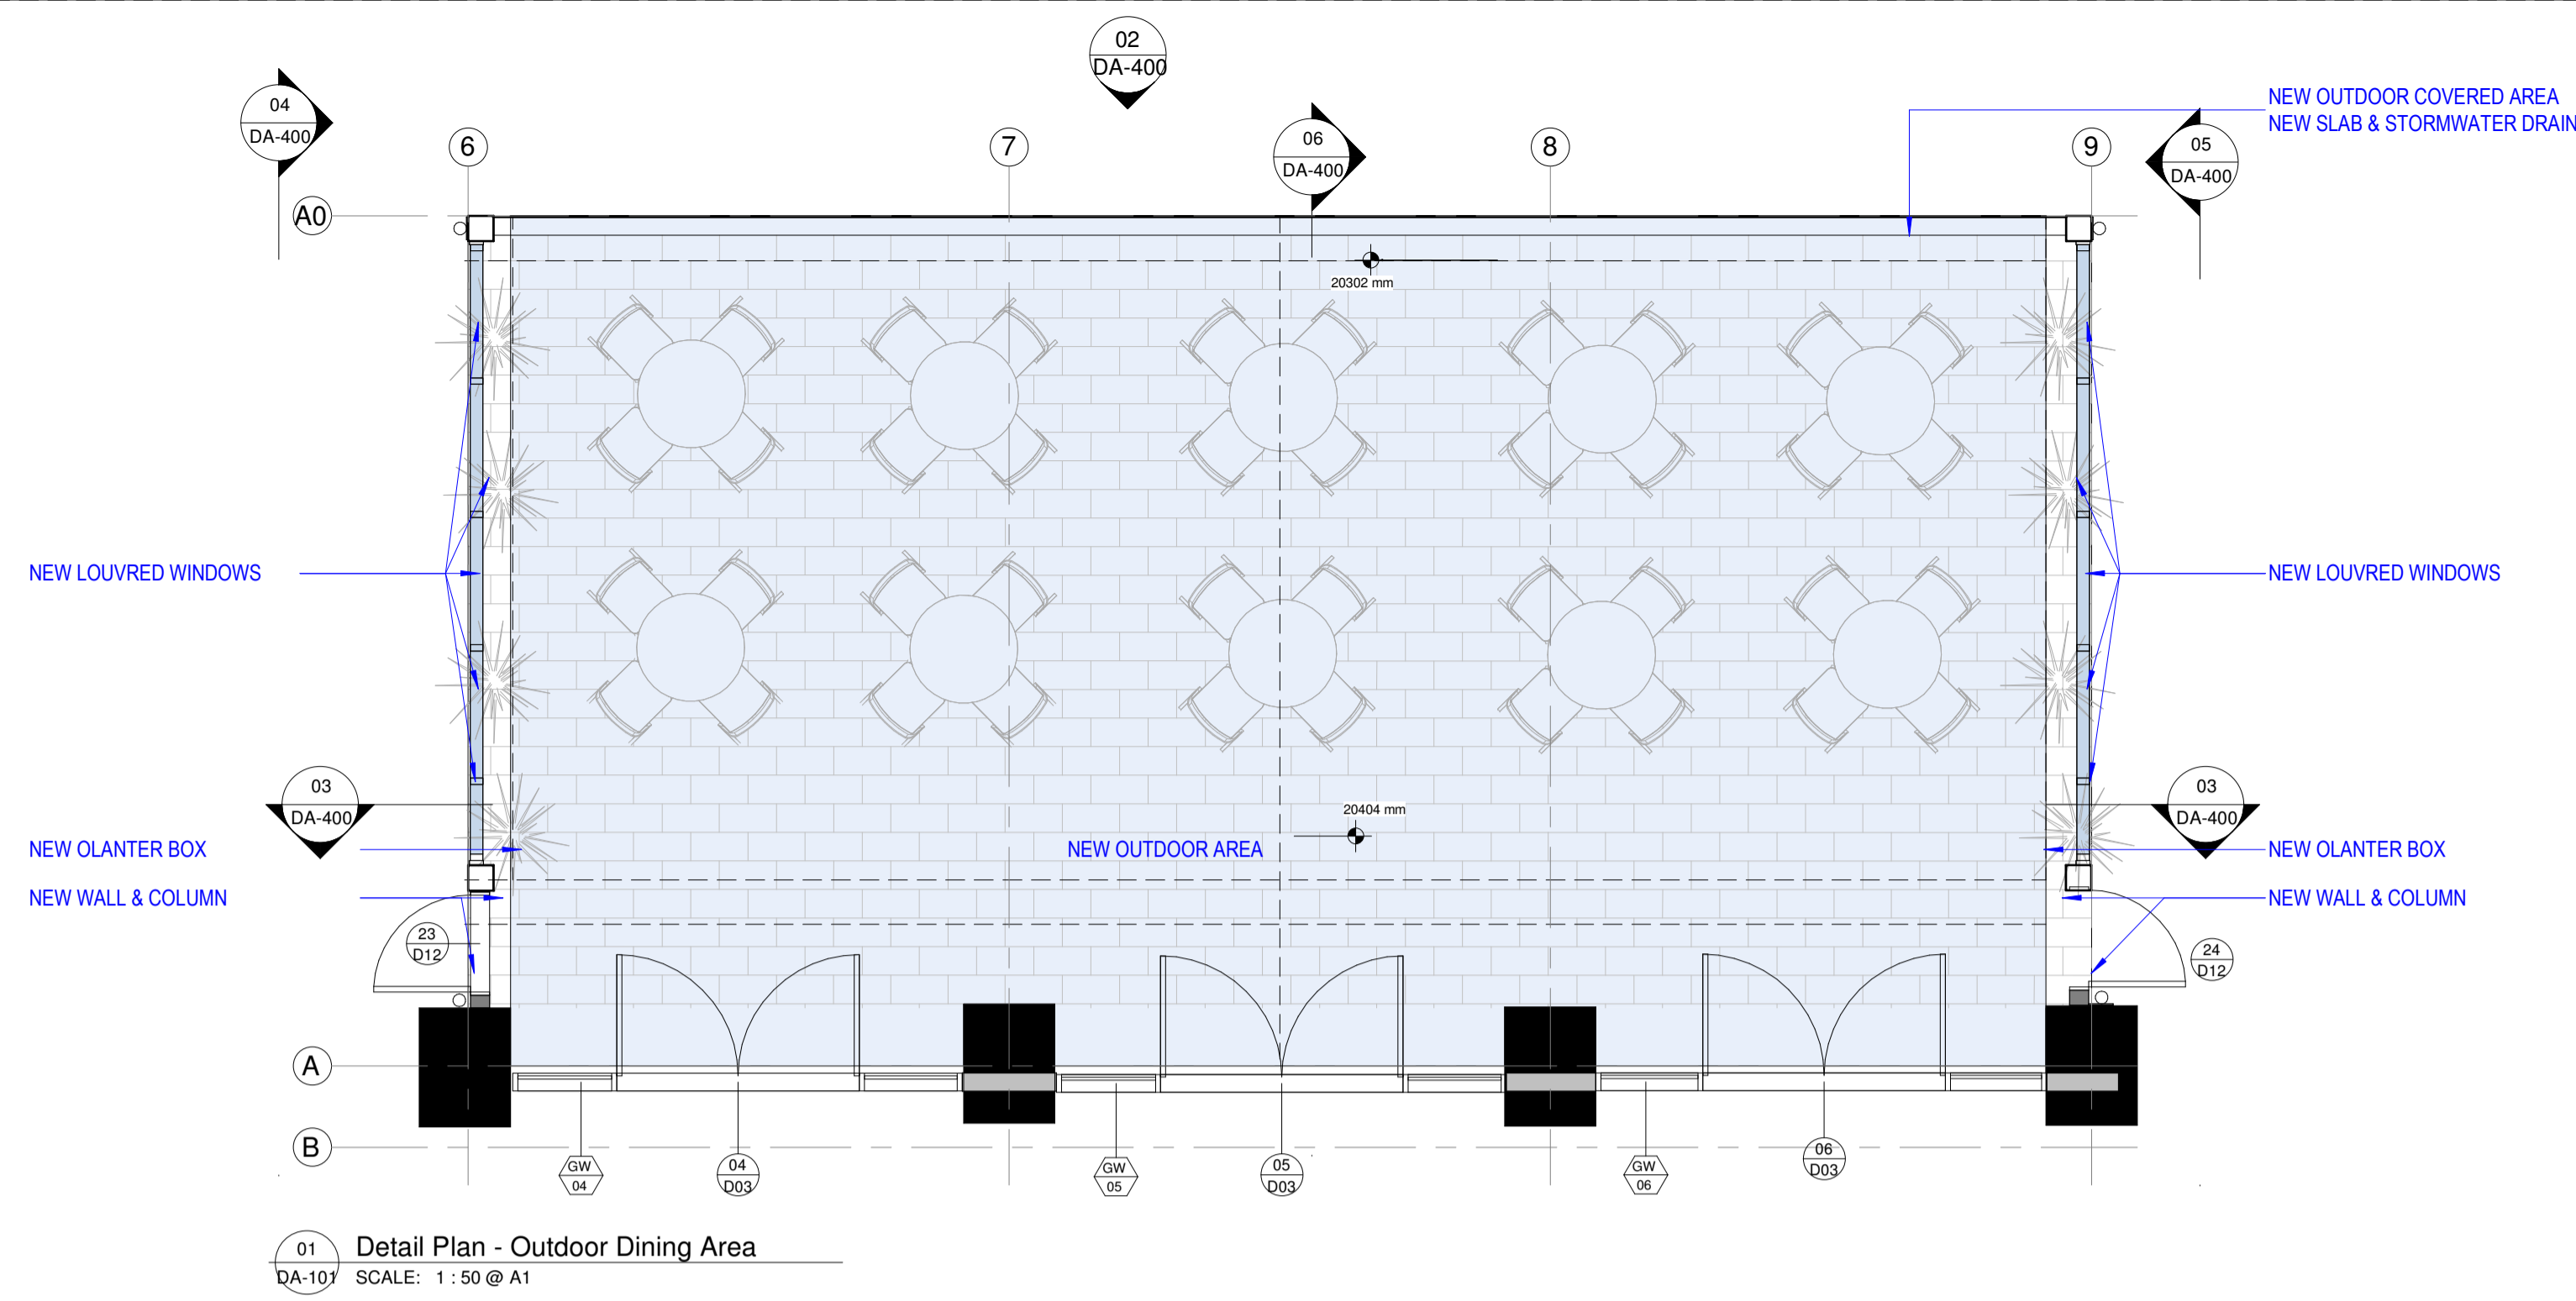 02
DA-400
04
DA-400
NEW OUTDOOR COVERED AREA
NEW SLAB & STORMWATER DRAIN
06
DA-400
05
DA-400
6
7
8
9
A0
20302 mm
NEW LOUVRED WINDOWS
NEW LOUVRED WINDOWS
03
DA-400
03
DA-400
20404 mm
NEW OLANTER BOX
NEW OUTDOOR AREA
NEW OLANTER BOX
NEW WALL & COLUMN
NEW WALL & COLUMN
23
D12
24
D12
A
B
GW
04
04
D03
GW
05
05
D03
GW
06
06
D03
01
DA-101
Detail Plan - Outdoor Dining Area
SCALE: 1 : 50 @ A1